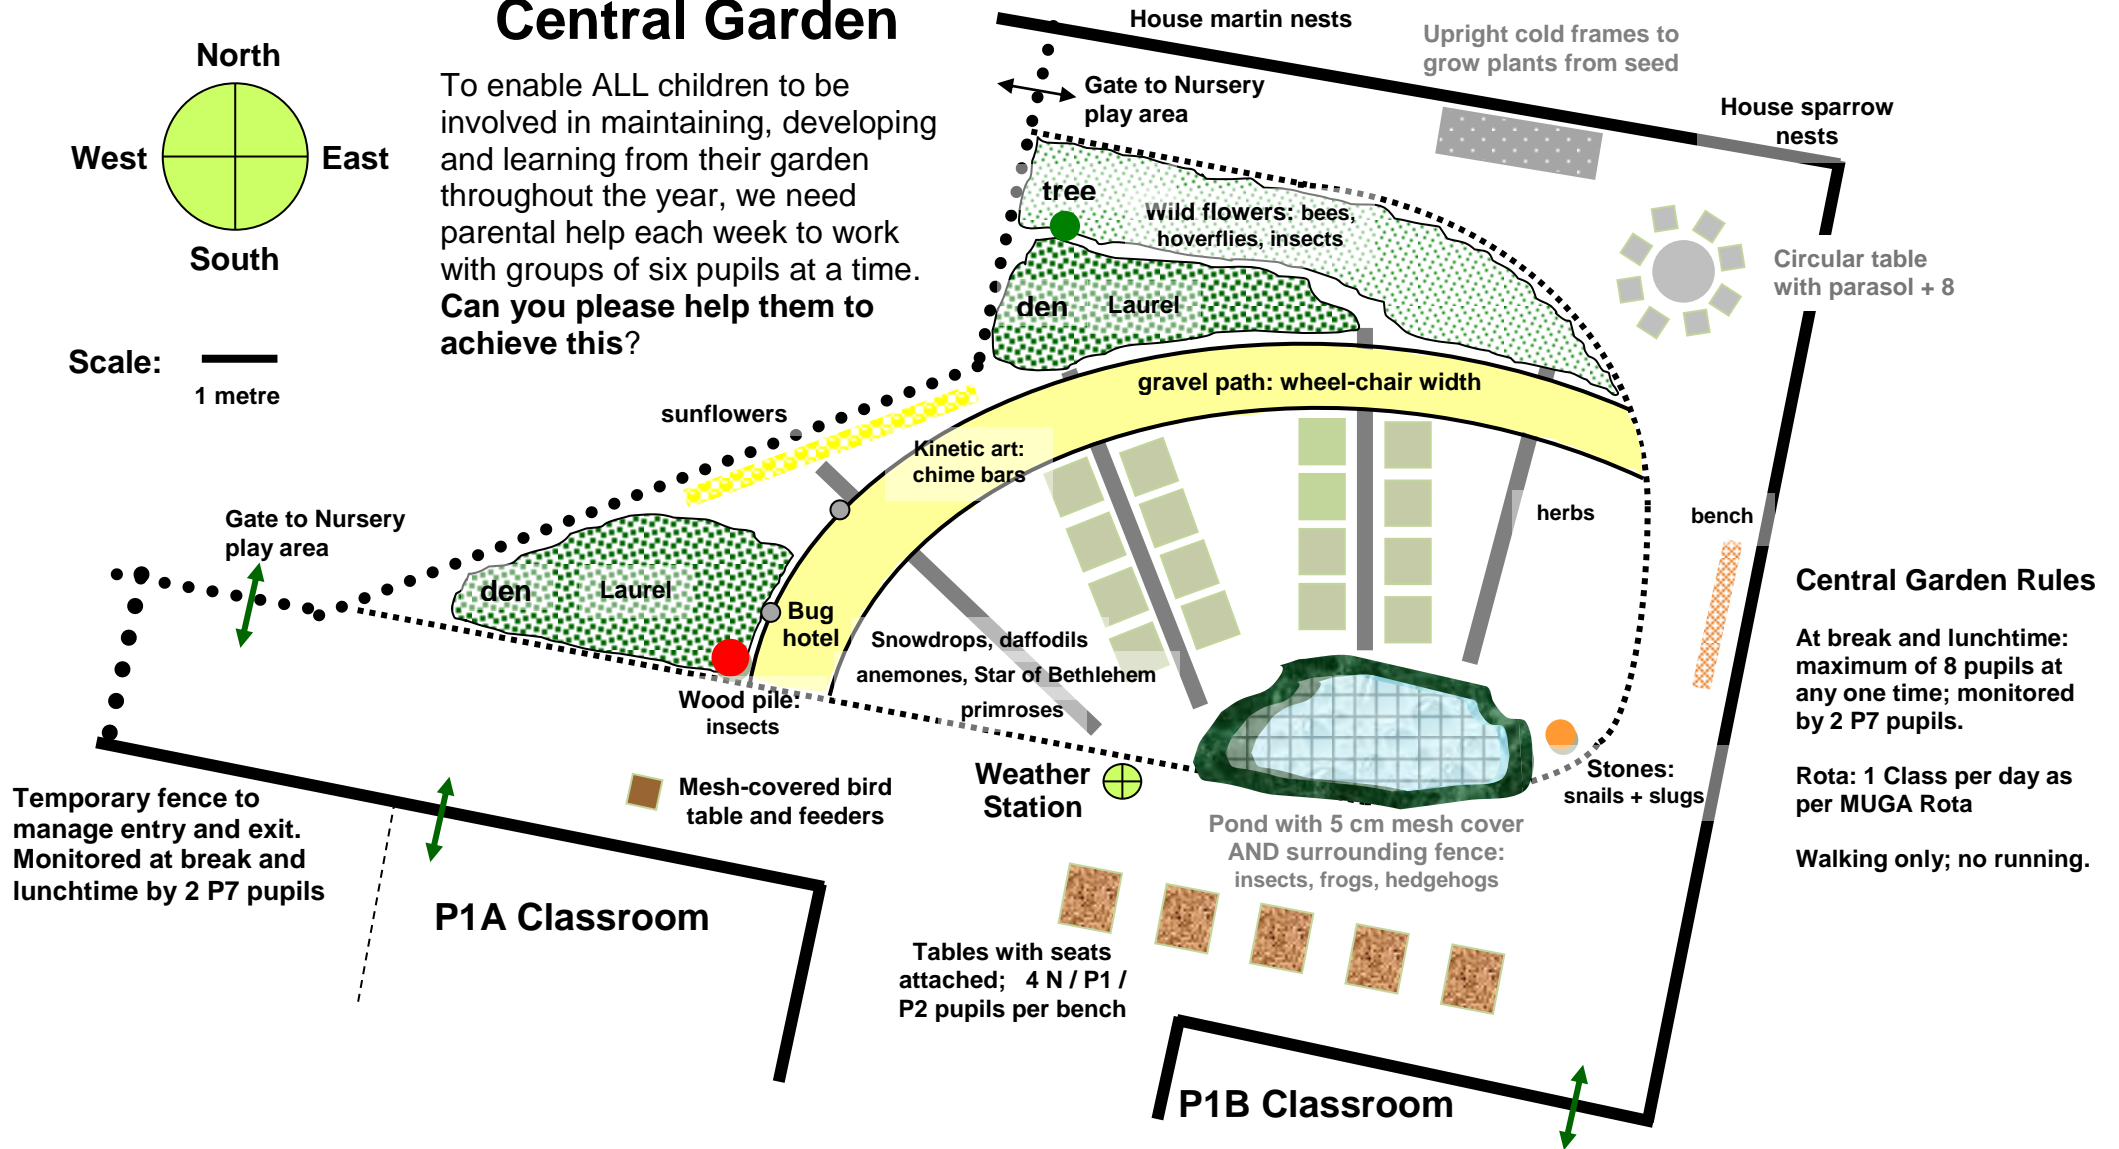 Central Garden
North
West
East
South
Scale:
1 metre
To enable ALL children to be
involved in maintaining, developing
and learning from their garden
throughout the year, we need
parental help each week to work
with groups of six pupils at a time.
Can you please help them to
achieve this?
House martin nests
Upright cold frames to
grow plants from seed
Gate to Nursery
play area
House sparrow
nests
tree
Wild flowers: bees,
hoverflies, insects
Circular table
with parasol + 8
den
Laurel
gravel path: wheel-chair width
sunflowers
Kinetic art:
chime bars
Gate to Nursery
play area
herbs
bench
den
Laurel
Bug
hotel
Snowdrops, daffodils
anemones, Star of Bethlehem
primroses
Wood pile:
insects
Central Garden Rules
At break and lunchtime:
maximum of 8 pupils at
any one time; monitored
by 2 P7 pupils.
Rota: 1 Class per day as
per MUGA Rota
Walking only; no running.
Temporary fence to
manage entry and exit.
Monitored at break and
lunchtime by 2 P7 pupils
Mesh-covered bird
table and feeders
Weather
Station
Stones:
snails + slugs
Pond with 5 cm mesh cover
AND surrounding fence:
insects, frogs, hedgehogs
P1A Classroom
Tables with seats
attached; 4 N / P1 /
P2 pupils per bench
P1B Classroom